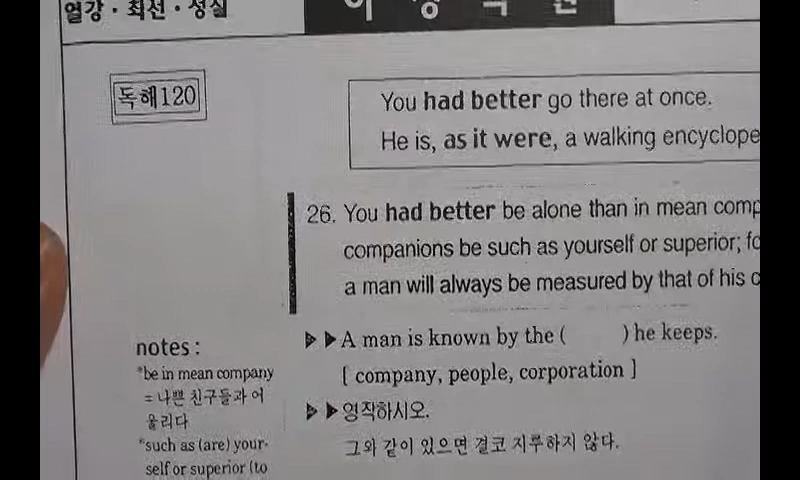 열강·최선·성실
독해120
You had better go there at once.
He is, as it were, a walking encyclope
26. You had better be alone than in mean comp
companions be such as yourself or superior; fo
a man will always be measured by that of his c
notes :
*be in mean company
= 나쁜 친구들과 어
울리다
*such as (are) your-
self or superior (to
A man is known by the ( ) he keeps.
[ company, people, corporation ]
영작하시오.
그와 같이 있으면 결코 지루하지 않다.